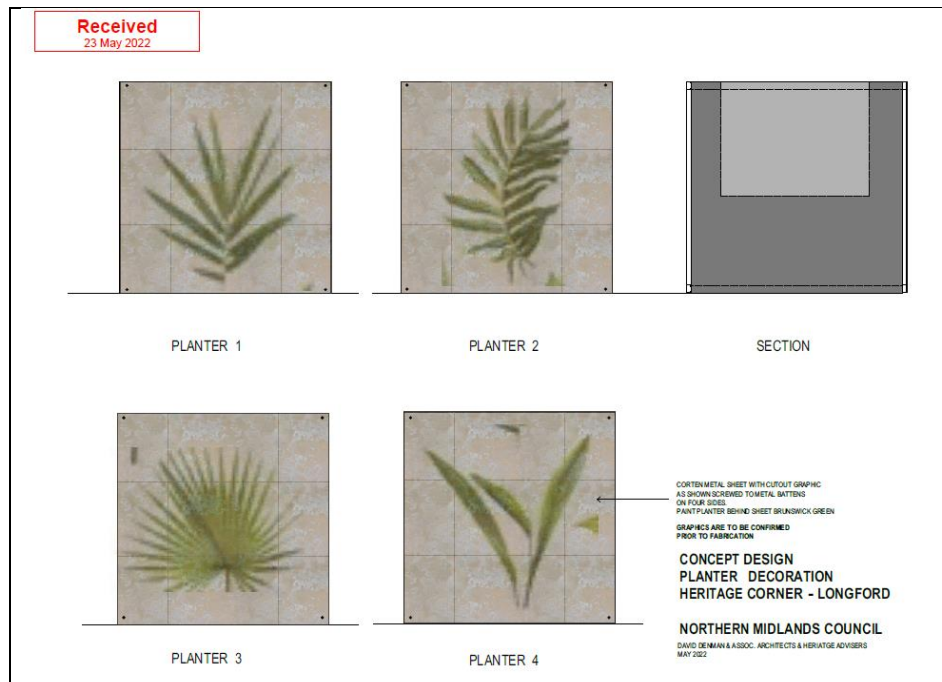 Received
23 May 2022
PLANTER 1
PLANTER 2
SECTION
PLANTER 3
PLANTER 4
CORTEN METAL SHEET WITH CUTOUT GRAPHIC
AS SHOWN SCREWED TO METAL BATTENS
ON FOUR SIDES.
PAINT PLANTER BEHIND SHEET BRUNSWICK GREEN
GRAPHICS ARE TO BE CONFIRMED
PRIOR TO FABRICATION
CONCEPT DESIGN
PLANTER DECORATION
HERITAGE CORNER - LONGFORD
NORTHERN MIDLANDS COUNCIL
DAVID DENMAN & ASSOC. ARCHITECTS & HERIATGE ADVISERS
MAY 2022